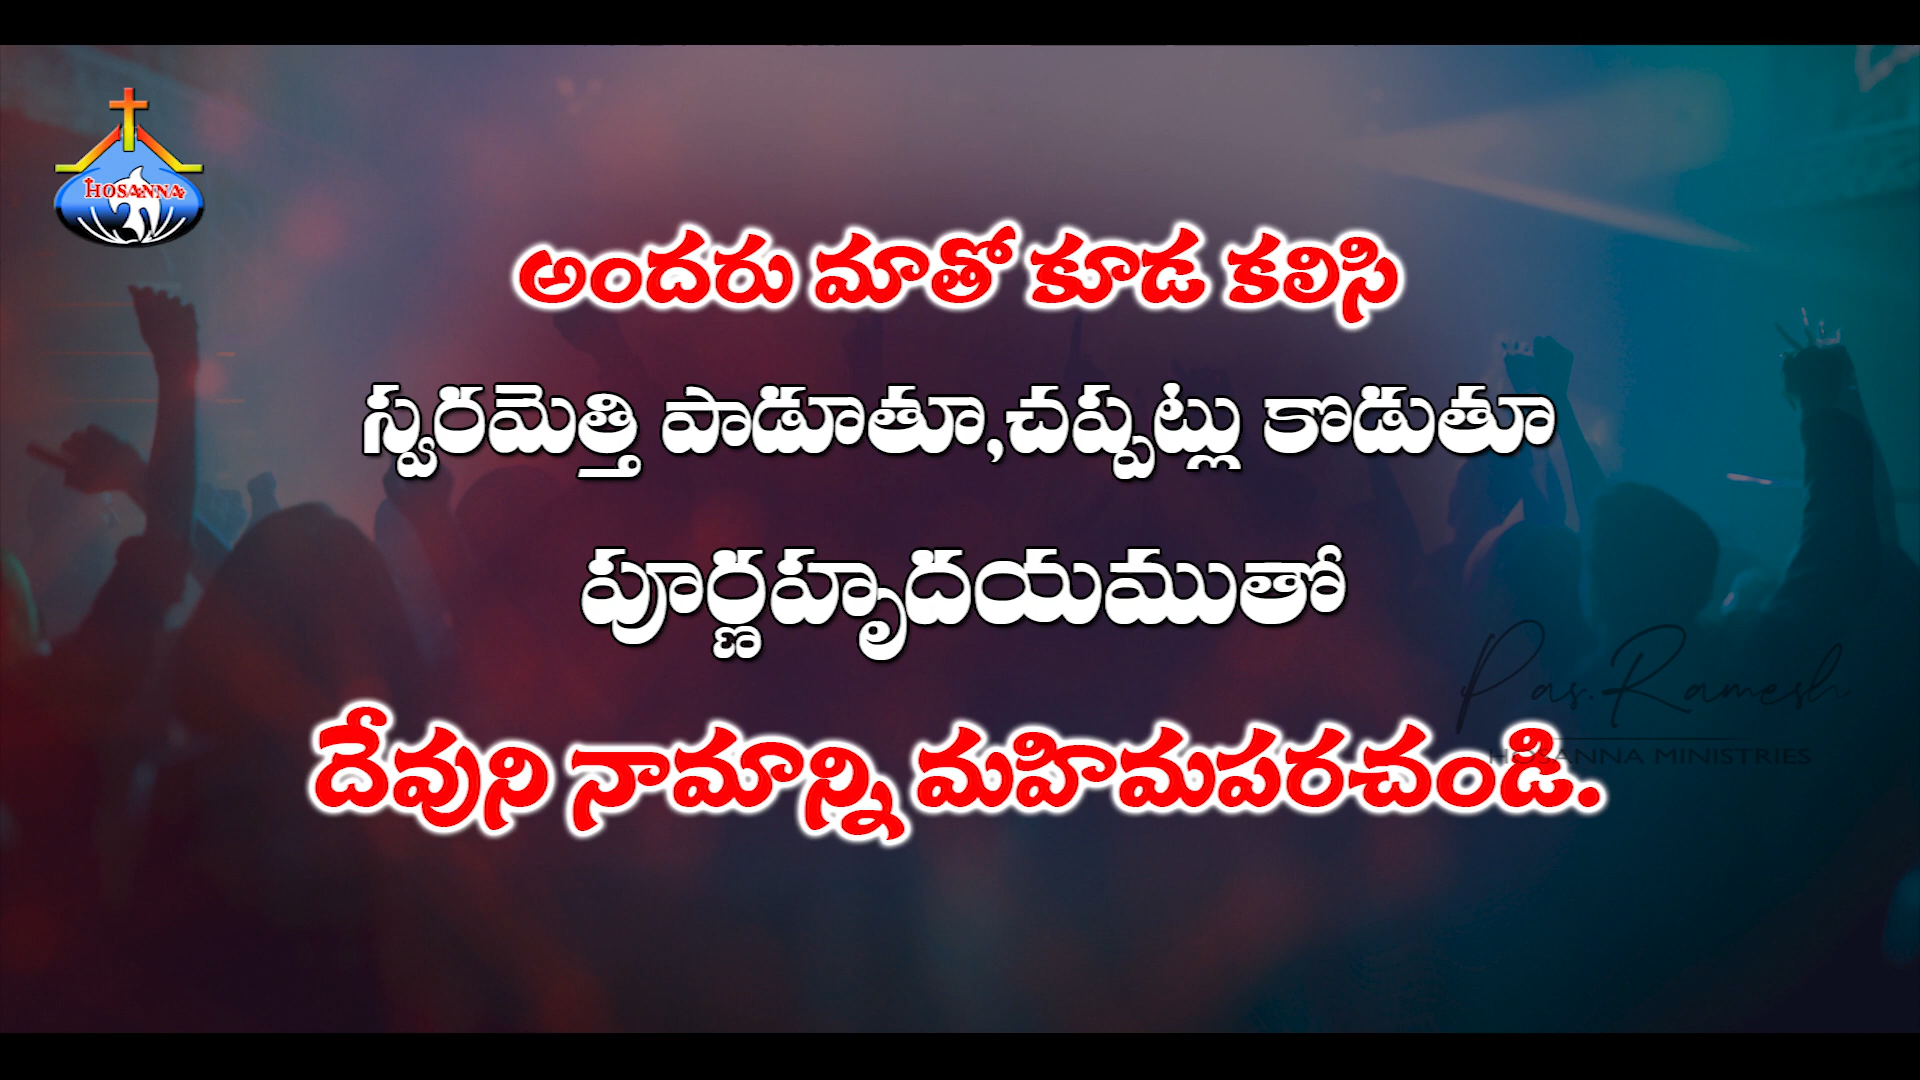 HOSANNA
అందరు మాతో కూడ కలిసి
స్వరమెత్తి పాడూతూ,చప్పట్లు కొడుతూ
పూర్ణహృదయముతో
దేవుని నామాన్ని మహిమపరచండి.
Pas.Ramesh
HOSANNA MINISTRIES